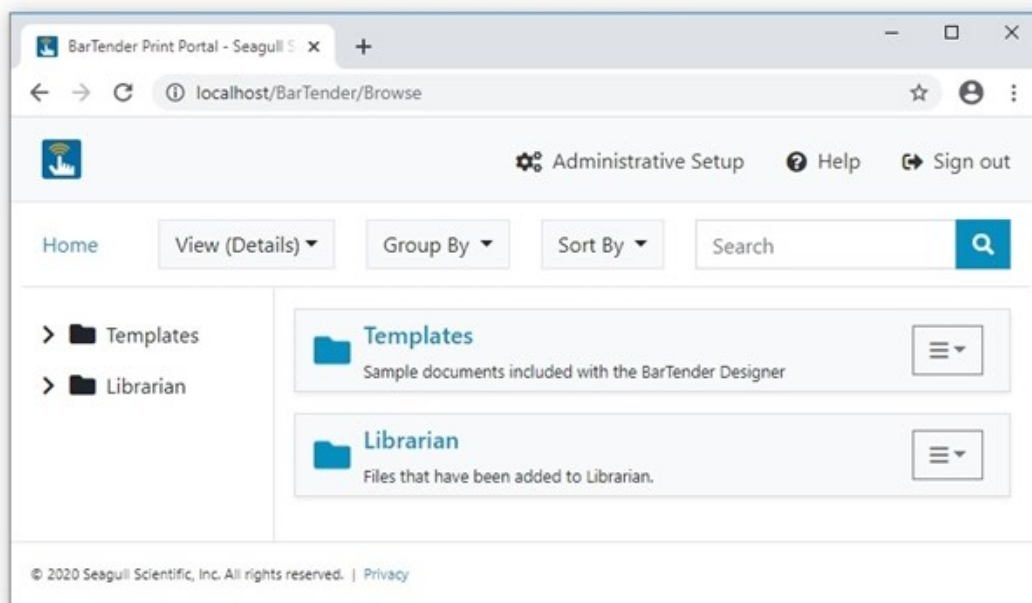 BarTender Print Portal - Seagull S
localhost/BarTender/Browse
Administrative Setup Help Sign out
Home View (Details) Group By Sort By Search
Templates
Librarian
Templates
Sample documents included with the BarTender Designer
Librarian
Files that have been added to Librarian.
© 2020 Seagull Scientific, Inc. All rights reserved. | Privacy